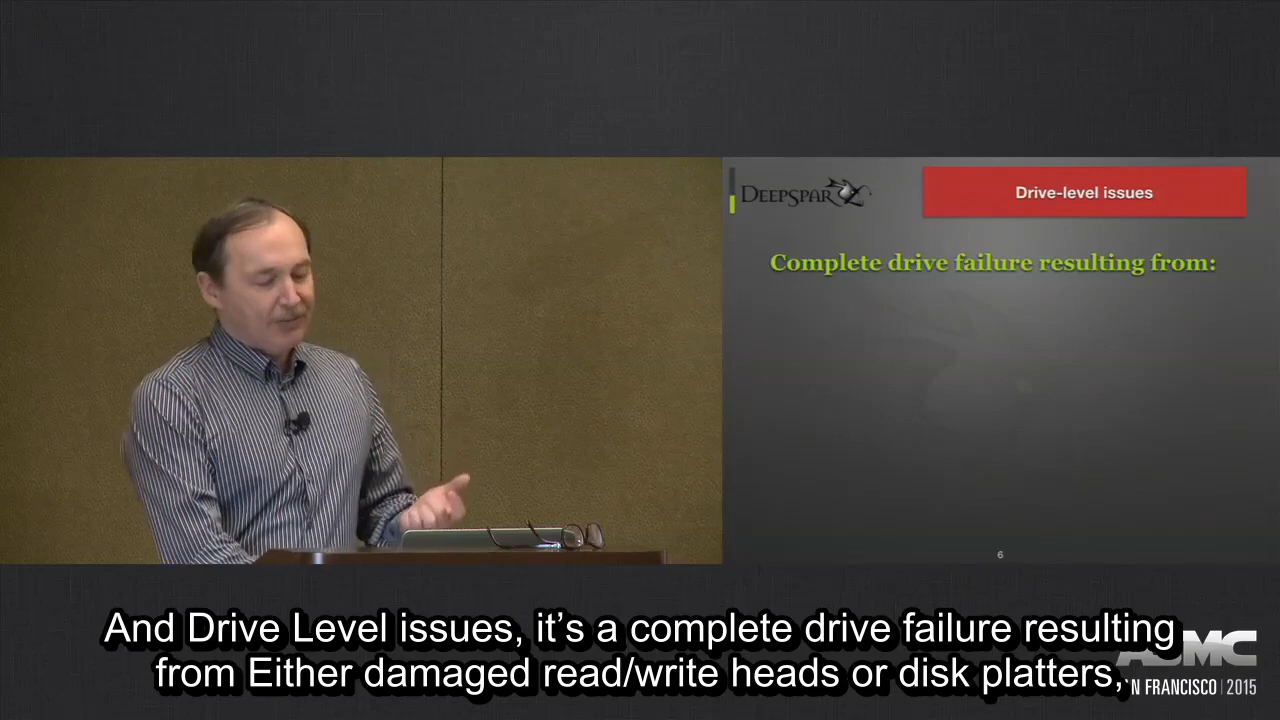 DEEPSPAR
Drive-level issues
Complete drive failure resulting from:
6
And Drive Level issues, it's a complete drive failure resulting
from Either damaged read/write heads or disk platters,
N FRANCISCO | 2015